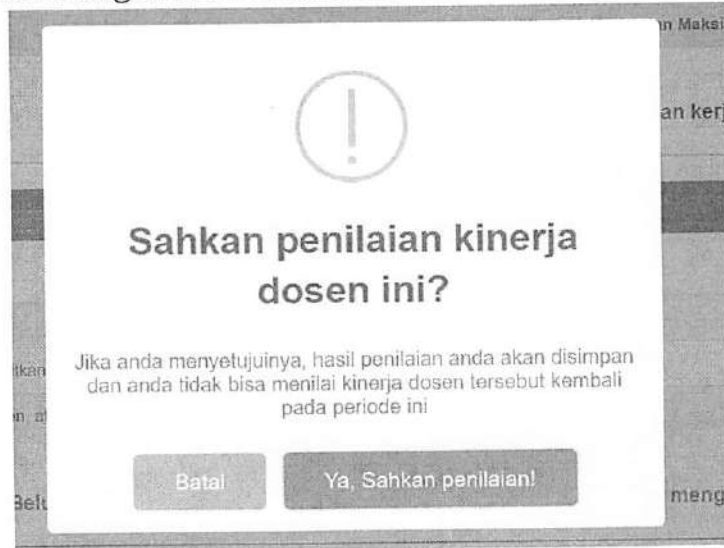 an kerj
Sahkan penilaian kinerja
dosen ini?
Jika anda menyetujuinya, hasil penilaian anda akan disimpan
dan anda tidak bisa menilai kinerja dosen tersebut kembali
pada periode ini
Batal
Ya, Sahkan penilaian!
meng